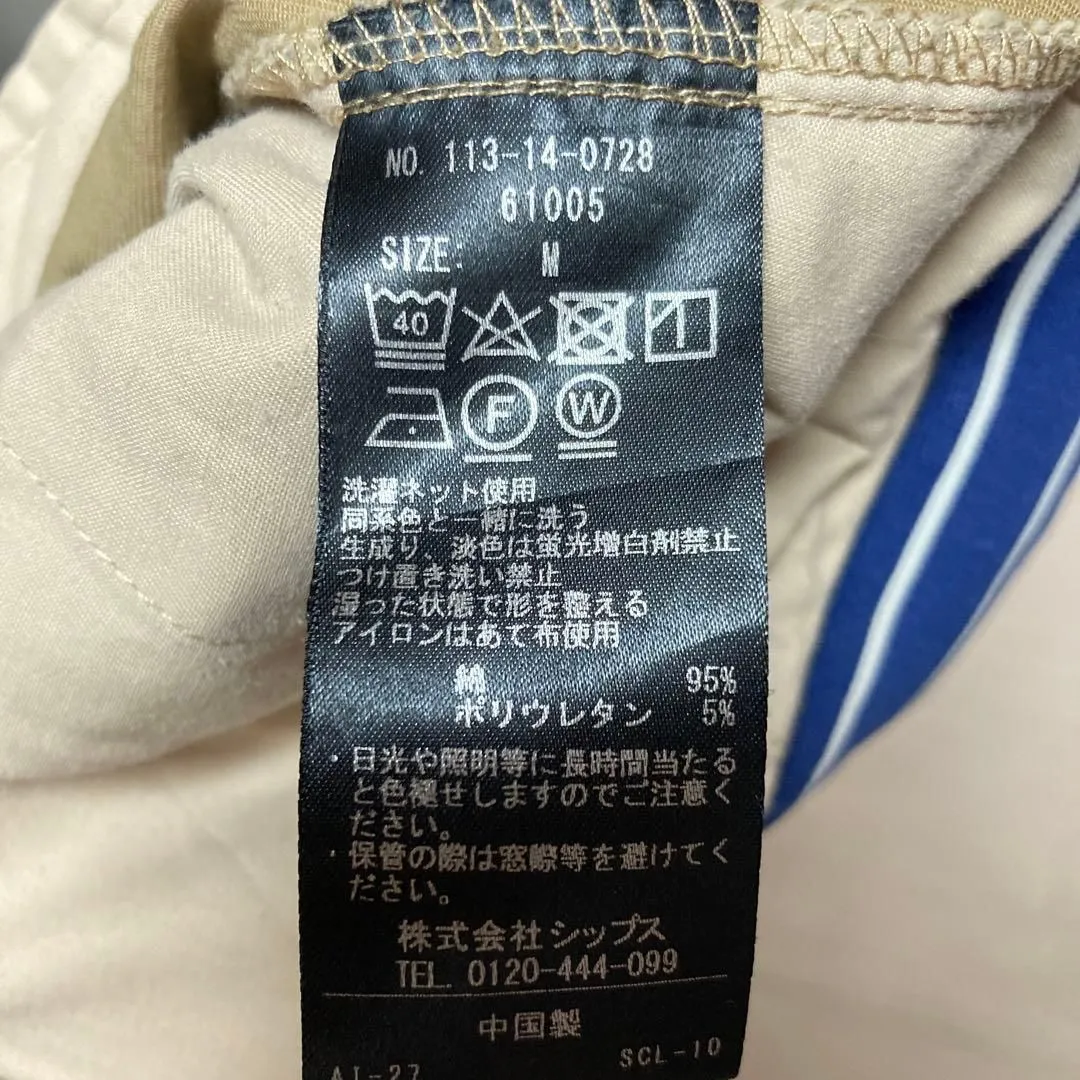 NO. 113-14-0728
61005
SIZE: M
40
F W
洗濯ネット使用
同系色と一緒に洗う
生成り、淡色は蛍光増白剤禁止
つけ置き洗い禁止
湿った状態で形を整える
アイロンはあて布使用
綿 95%
ポリウレタン 5%
・日光や照明等に長時間当たる
と色褪せしますのでご注意く
ださい。
・保管の際は窓際等を避けてく
ださい。
株式会社シップス
TEL. 0120-444-099
中国製
AI-27 SCL-10